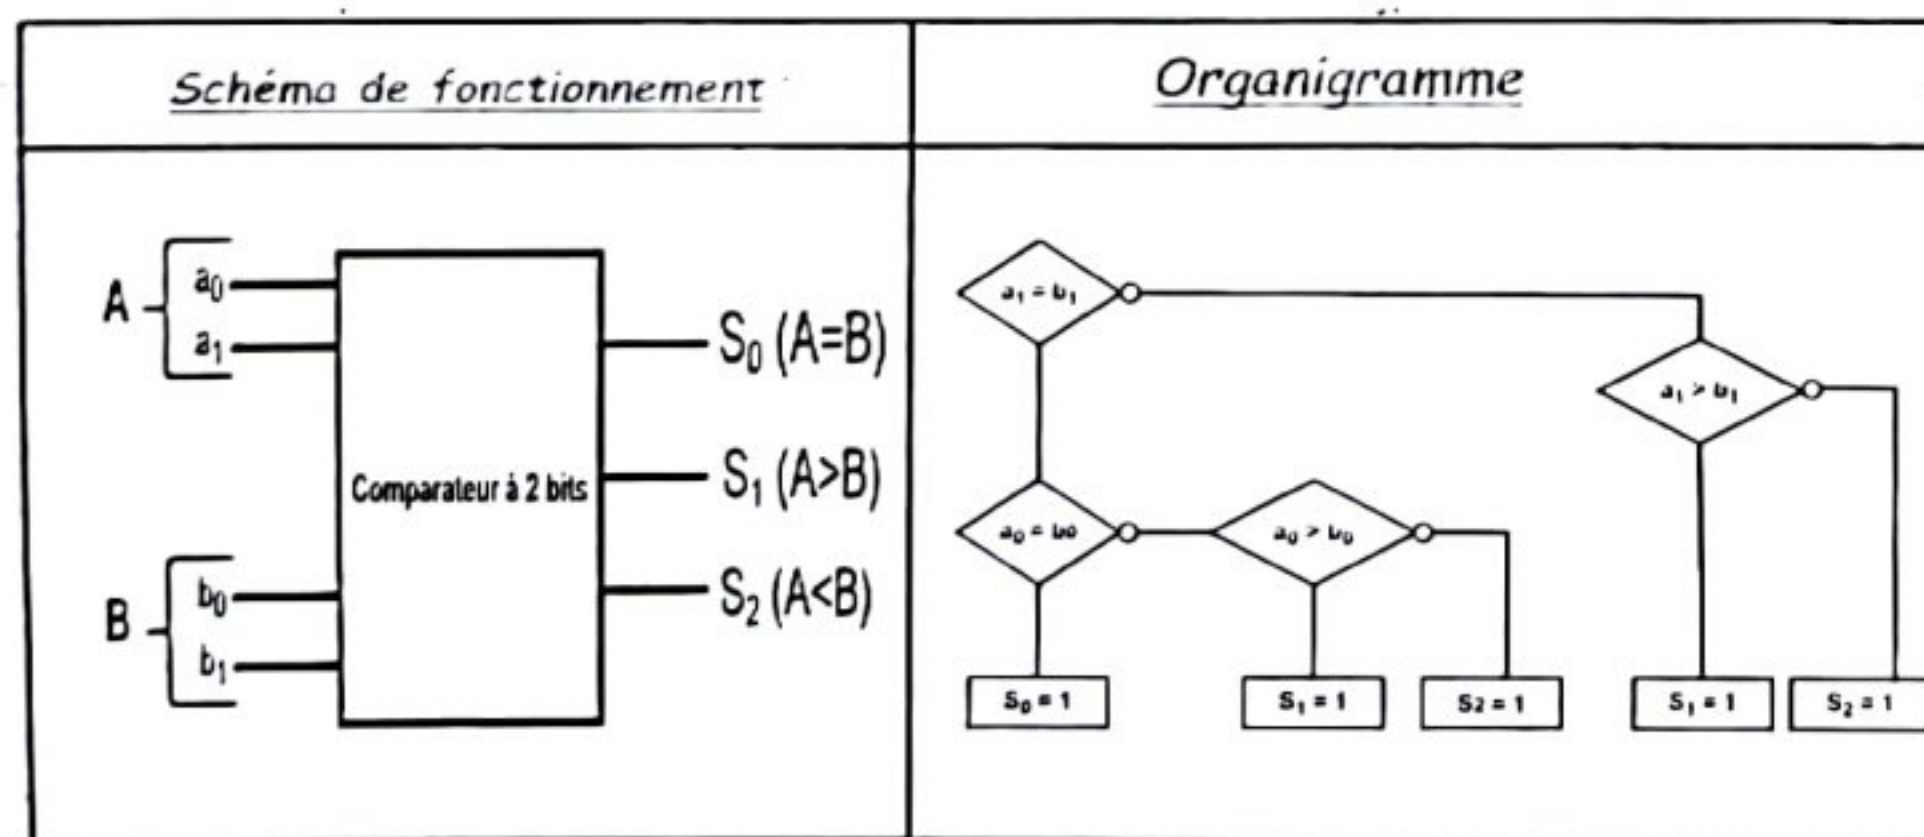 Schéma de fonctionnement
Organigramme
A
a0
a1
B
b0
b1
Comparateur à 2 bits
S0 (A=B)
S1 (A>B)
S2 (A<B)
a1 = b1
a1 > b1
a0 = b0
a0 > b0
S0 = 1
S1 = 1
S2 = 1
S1 = 1
S2 = 1